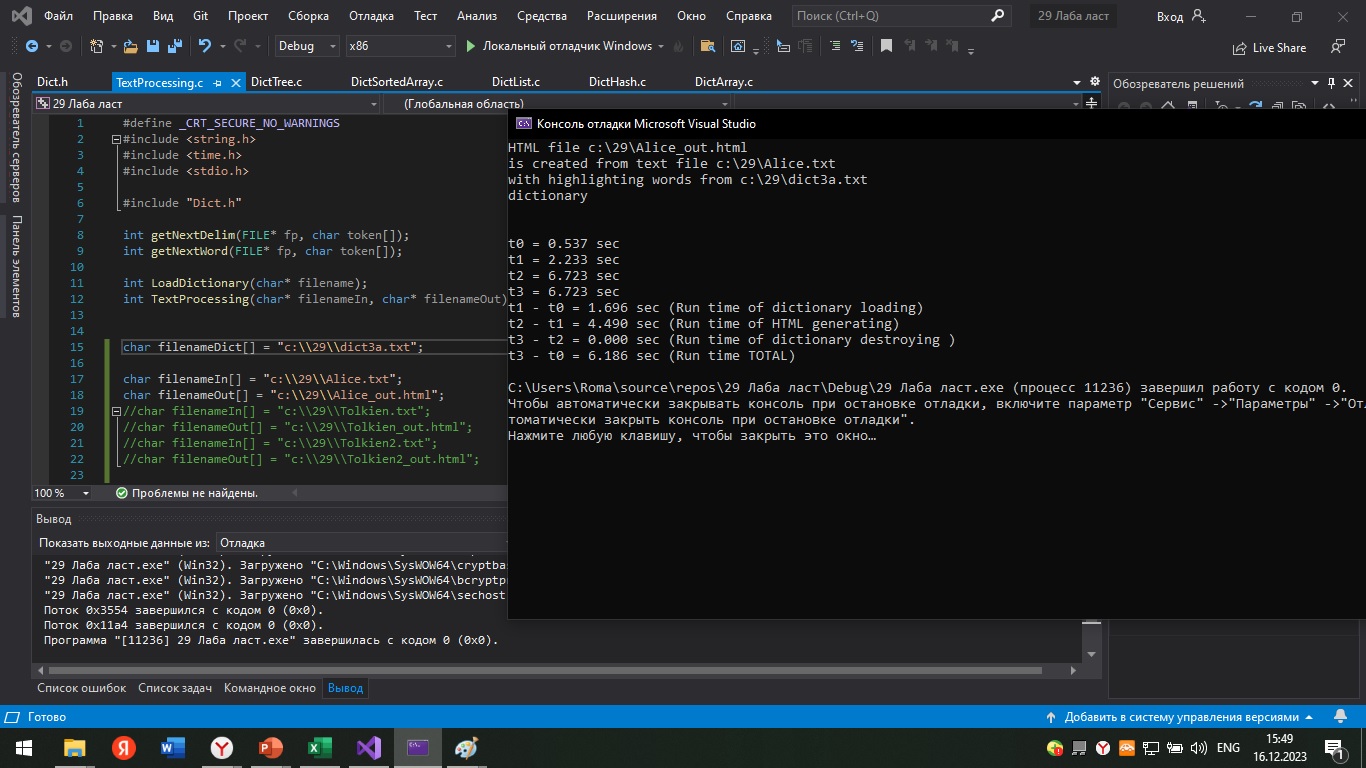 Файл Правка Вид Git Проект Сборка Отладка Тест Анализ Средства Расширения Окно Справка Поиск (Ctrl+Q) 29 Лаба ласт Вход
Debug x86 Локальный отладчик Windows Live Share
Dict.h TextProcessing.c DictTree.c DictSortedArray.c DictList.c DictHash.c DictArray.c Обозреватель решений
Обозреватель серверов
Панель элементов
29 Лаба ласт (Глобальная область)
1 #define _CRT_SECURE_NO_WARNINGS
2 #include <string.h>
3 #include <time.h>
4 #include <stdio.h>
5
6 #include "Dict.h"
7
8 int getNextDelim(FILE* fp, char token[]);
9 int getNextWord(FILE* fp, char token[]);
10
11 int LoadDictionary(char* filename);
12 int TextProcessing(char* filenameIn, char* filenameOut)
13
14
15 char filenameDict[] = "c:\\29\\dict3a.txt";
16
17 char filenameIn[] = "c:\\29\\Alice.txt";
18 char filenameOut[] = "c:\\29\\Alice_out.html";
19 //char filenameIn[] = "c:\\29\\Tolkien.txt";
20 //char filenameOut[] = "c:\\29\\Tolkien_out.html";
21 //char filenameIn[] = "c:\\29\\Tolkien2.txt";
22 //char filenameOut[] = "c:\\29\\Tolkien2_out.html";
23
100 % Проблемы не найдены.
Консоль отладки Microsoft Visual Studio
HTML file c:\29\Alice_out.html
is created from text file c:\29\Alice.txt
with highlighting words from c:\29\dict3a.txt
dictionary
t0 = 0.537 sec
t1 = 2.233 sec
t2 = 6.723 sec
t3 = 6.723 sec
t1 - t0 = 1.696 sec (Run time of dictionary loading)
t2 - t1 = 4.490 sec (Run time of HTML generating)
t3 - t2 = 0.000 sec (Run time of dictionary destroying )
t3 - t0 = 6.186 sec (Run time TOTAL)
C:\Users\Roma\source\repos\29 Лаба ласт\Debug\29 Лаба ласт.exe (процесс 11236) завершил работу с кодом 0.
Чтобы автоматически закрывать консоль при остановке отладки, включите параметр "Сервис" ->"Параметры" ->"От
томатически закрыть консоль при остановке отладки".
Нажмите любую клавишу, чтобы закрыть это окно…
Вывод
Показать выходные данные из: Отладка
"29 Лаба ласт.exe" (Win32). Загружено "C:\Windows\SysWOW64\cryptba
"29 Лаба ласт.exe" (Win32). Загружено "C:\Windows\SysWOW64\bcryptp
"29 Лаба ласт.exe" (Win32). Загружено "C:\Windows\SysWOW64\sechost
Поток 0x3554 завершился с кодом 0 (0x0).
Поток 0x11a4 завершился с кодом 0 (0x0).
Программа "[11236] 29 Лаба ласт.exe" завершилась с кодом 0 (0x0).
Список ошибок Список задач Командное окно Вывод
Готово Добавить в систему управления версиями
ENG 15:49
16.12.2023 1